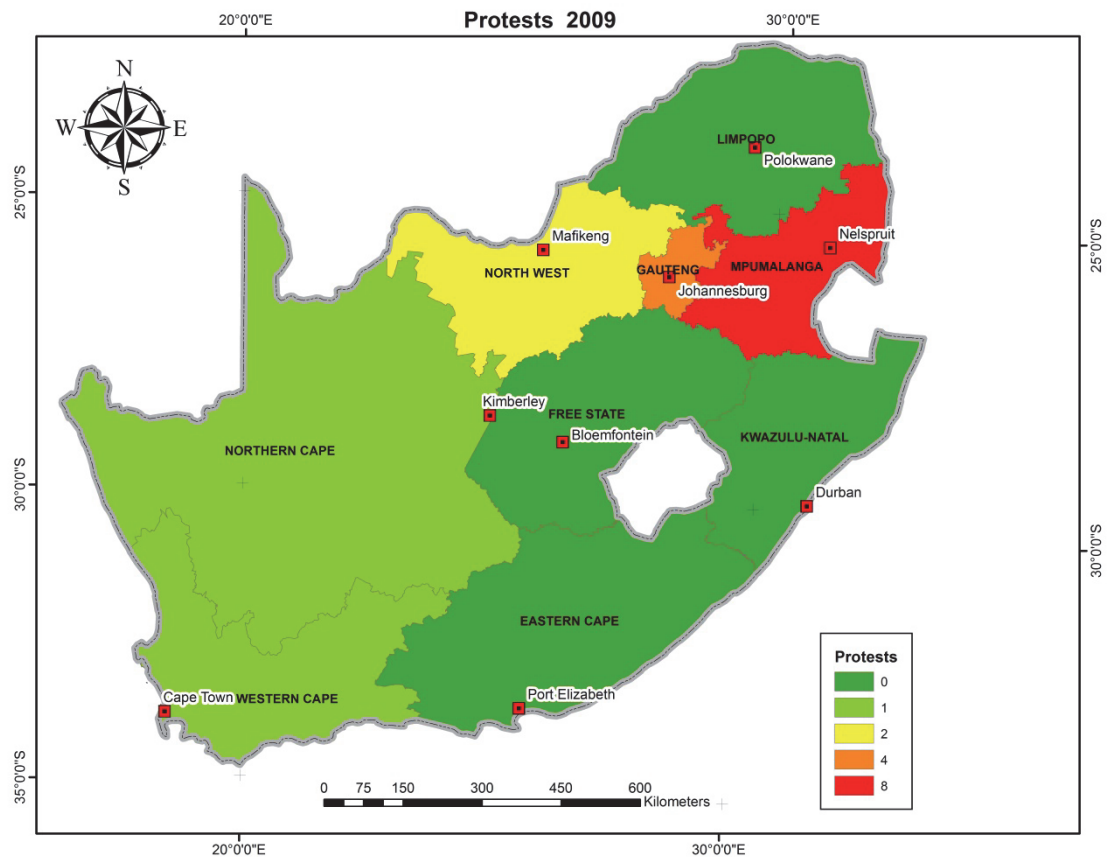 Protests 2009
20°0'0"E
30°0'0"E
N
W
E
S
25°0'0"S
25°0'0"S
LIMPOPO
Polokwane
Nelspruit
Mafikeng
NORTH WEST
GAUTENG
MPUMALANGA
Johannesburg
Kimberley
FREE STATE
Bloemfontein
KWAZULU-NATAL
NORTHERN CAPE
30°0'0"S
Durban
30°0'0"S
EASTERN CAPE
Cape Town
WESTERN CAPE
Port Elizabeth
35°0'0"S
Protests
0
1
2
4
8
0 75 150 300 450 600
Kilometers
20°0'0"E
30°0'0"E